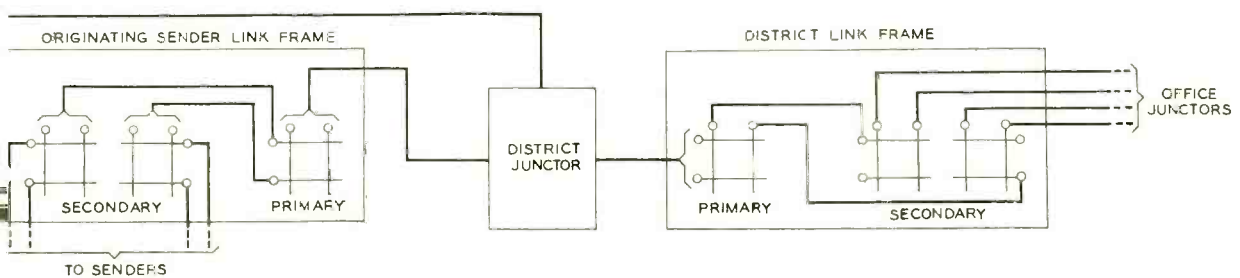 ORIGINATING SENDER LINK FRAME
SECONDARY
PRIMARY
TO SENDERS
DISTRICT
JUNCTOR
DISTRICT LINK FRAME
PRIMARY
SECONDARY
OFFICE
JUNCTORS